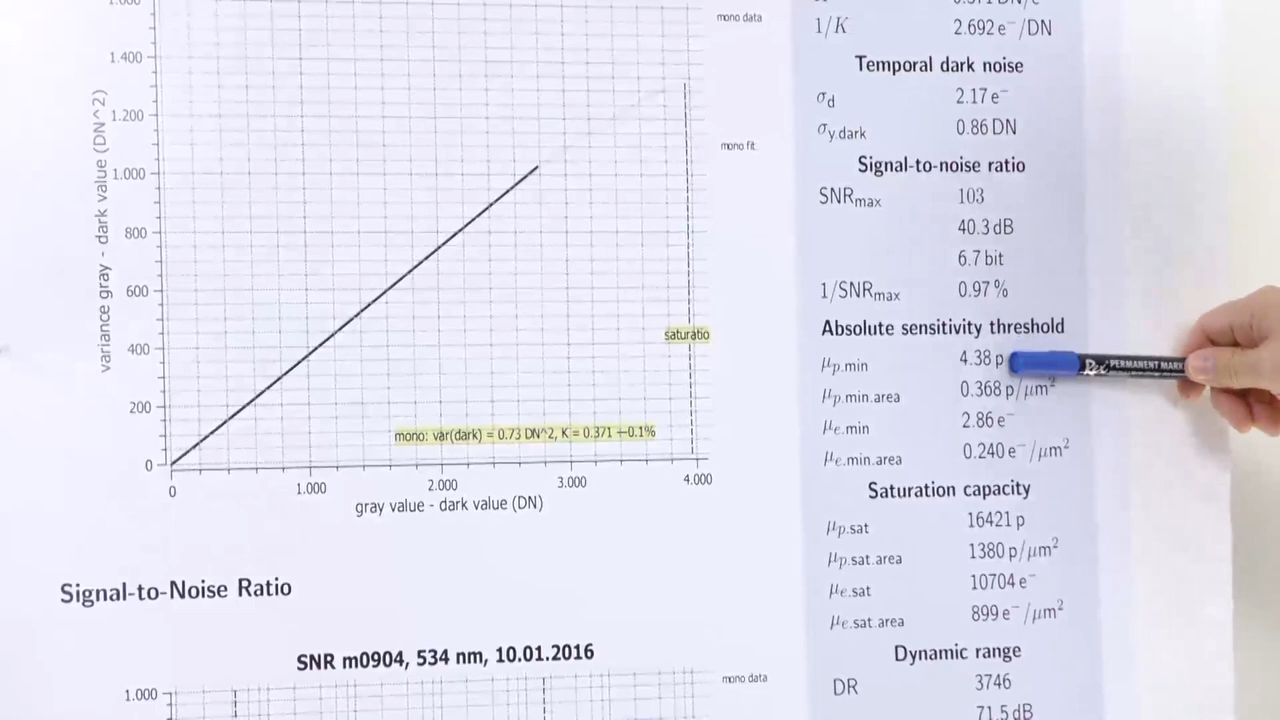 mono data
1.400
variance gray - dark value (DN^2)
1.200
mono fit
1.000
800
600
400
saturatio
200
mono: var(dark) = 0.73 DN^2, K = 0.371 +-0.1%
0
0 1.000 2.000 3.000 4.000
gray value - dark value (DN)
Signal-to-Noise Ratio
SNR m0904, 534 nm, 10.01.2016
1.000
mono data
1/K 2.692 e⁻/DN
Temporal dark noise
σd 2.17 e⁻
σy.dark 0.86 DN
Signal-to-noise ratio
SNRmax 103
40.3 dB
6.7 bit
1/SNRmax 0.97 %
Absolute sensitivity threshold
μp.min 4.38 p
μp.min.area 0.368 p/μm²
μe.min 2.86 e⁻
μe.min.area 0.240 e⁻/μm²
Saturation capacity
μp.sat 16421 p
μp.sat.area 1380 p/μm²
μe.sat 10704 e⁻
μe.sat.area 899 e⁻/μm²
Dynamic range
DR 3746
71.5 dB
PERMANENT MARK